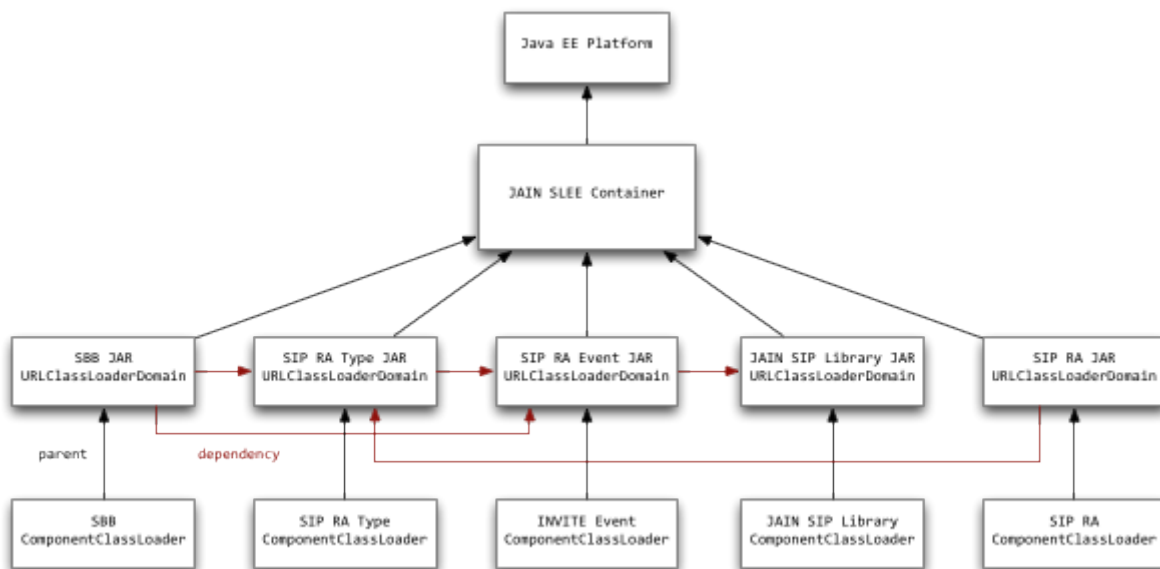 Java EE Platform
JAIN SLEE Container
SBB JAR
URLClassLoaderDomain
SIP RA Type JAR
URLClassLoaderDomain
SIP RA Event JAR
URLClassLoaderDomain
JAIN SIP Library JAR
URLClassLoaderDomain
SIP RA JAR
URLClassLoaderDomain
parent
dependency
SBB
ComponentClassLoader
SIP RA Type
ComponentClassLoader
INVITE Event
ComponentClassLoader
JAIN SIP Library
ComponentClassLoader
SIP RA
ComponentClassLoader